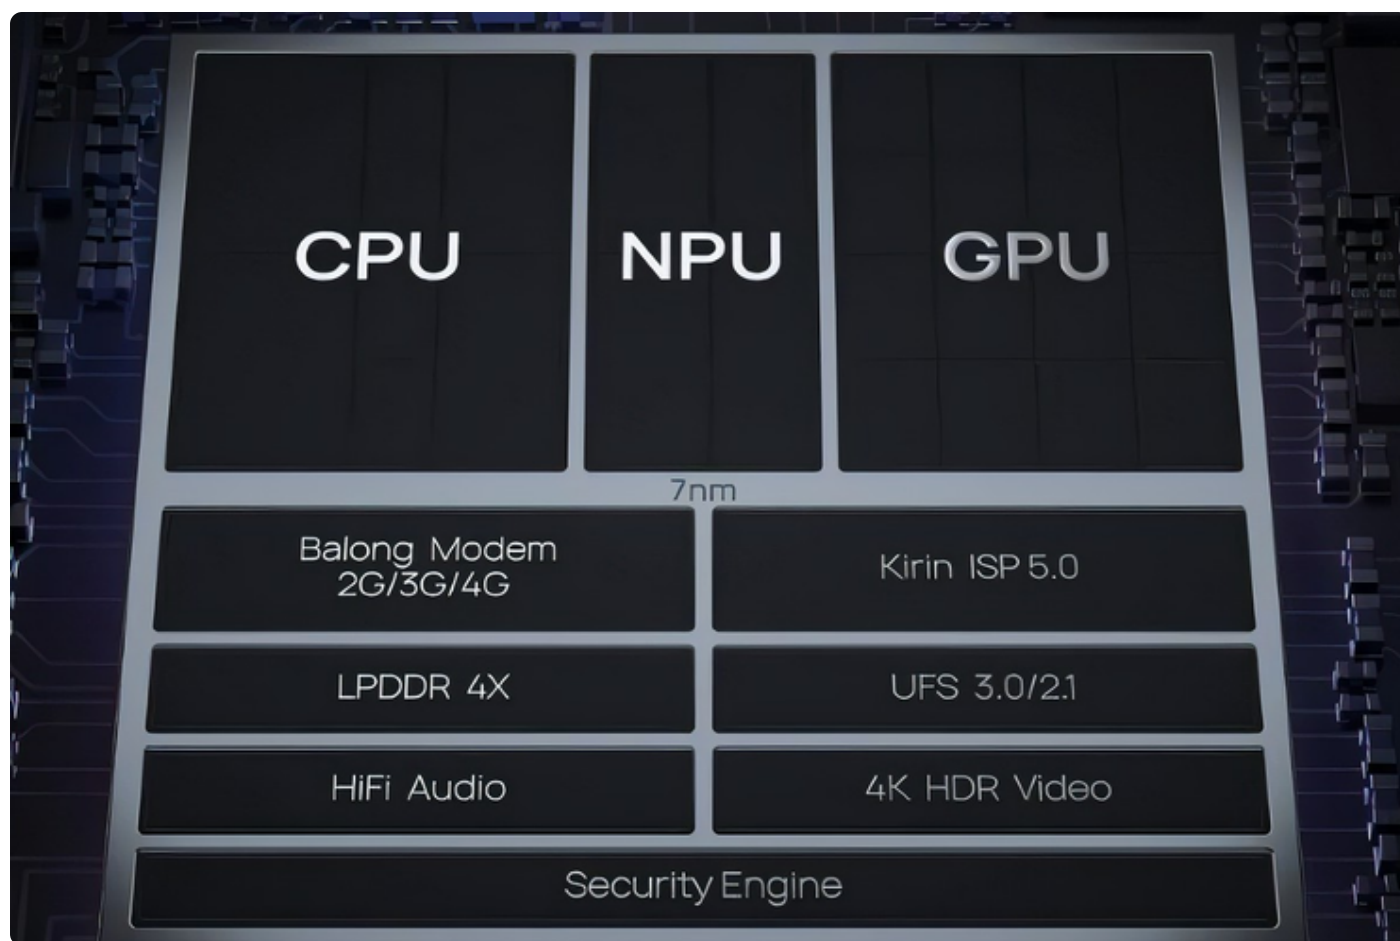 CPU
NPU
GPU
7nm
Balong Modem
2G/3G/4G
Kirin ISP 5.0
LPDDR 4X
UFS 3.0/2.1
HiFi Audio
4K HDR Video
Security Engine